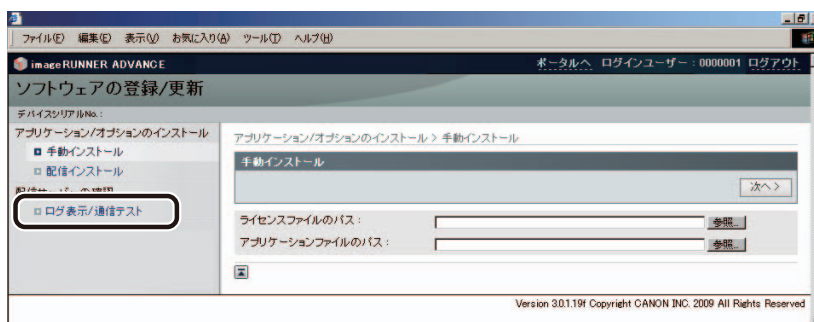 ファイル(F) 編集(E) 表示(V) お気に入り(A) ツール(T) ヘルプ(H)
imageRUNNER ADVANCE ポータルへ ログインユーザー：0000001 ログアウト
ソフトウェアの登録/更新
デバイスシリアルNo.：
アプリケーション/オプションのインストール
手動インストール
配信インストール
配信サーバーの確認
ログ表示/通信テスト
アプリケーション/オプションのインストール > 手動インストール
手動インストール
次へ >
ライセンスファイルのパス： 参照...
アプリケーションファイルのパス： 参照...
Version 3.0.1.19f Copyright CANON INC. 2009 All Rights Reserved